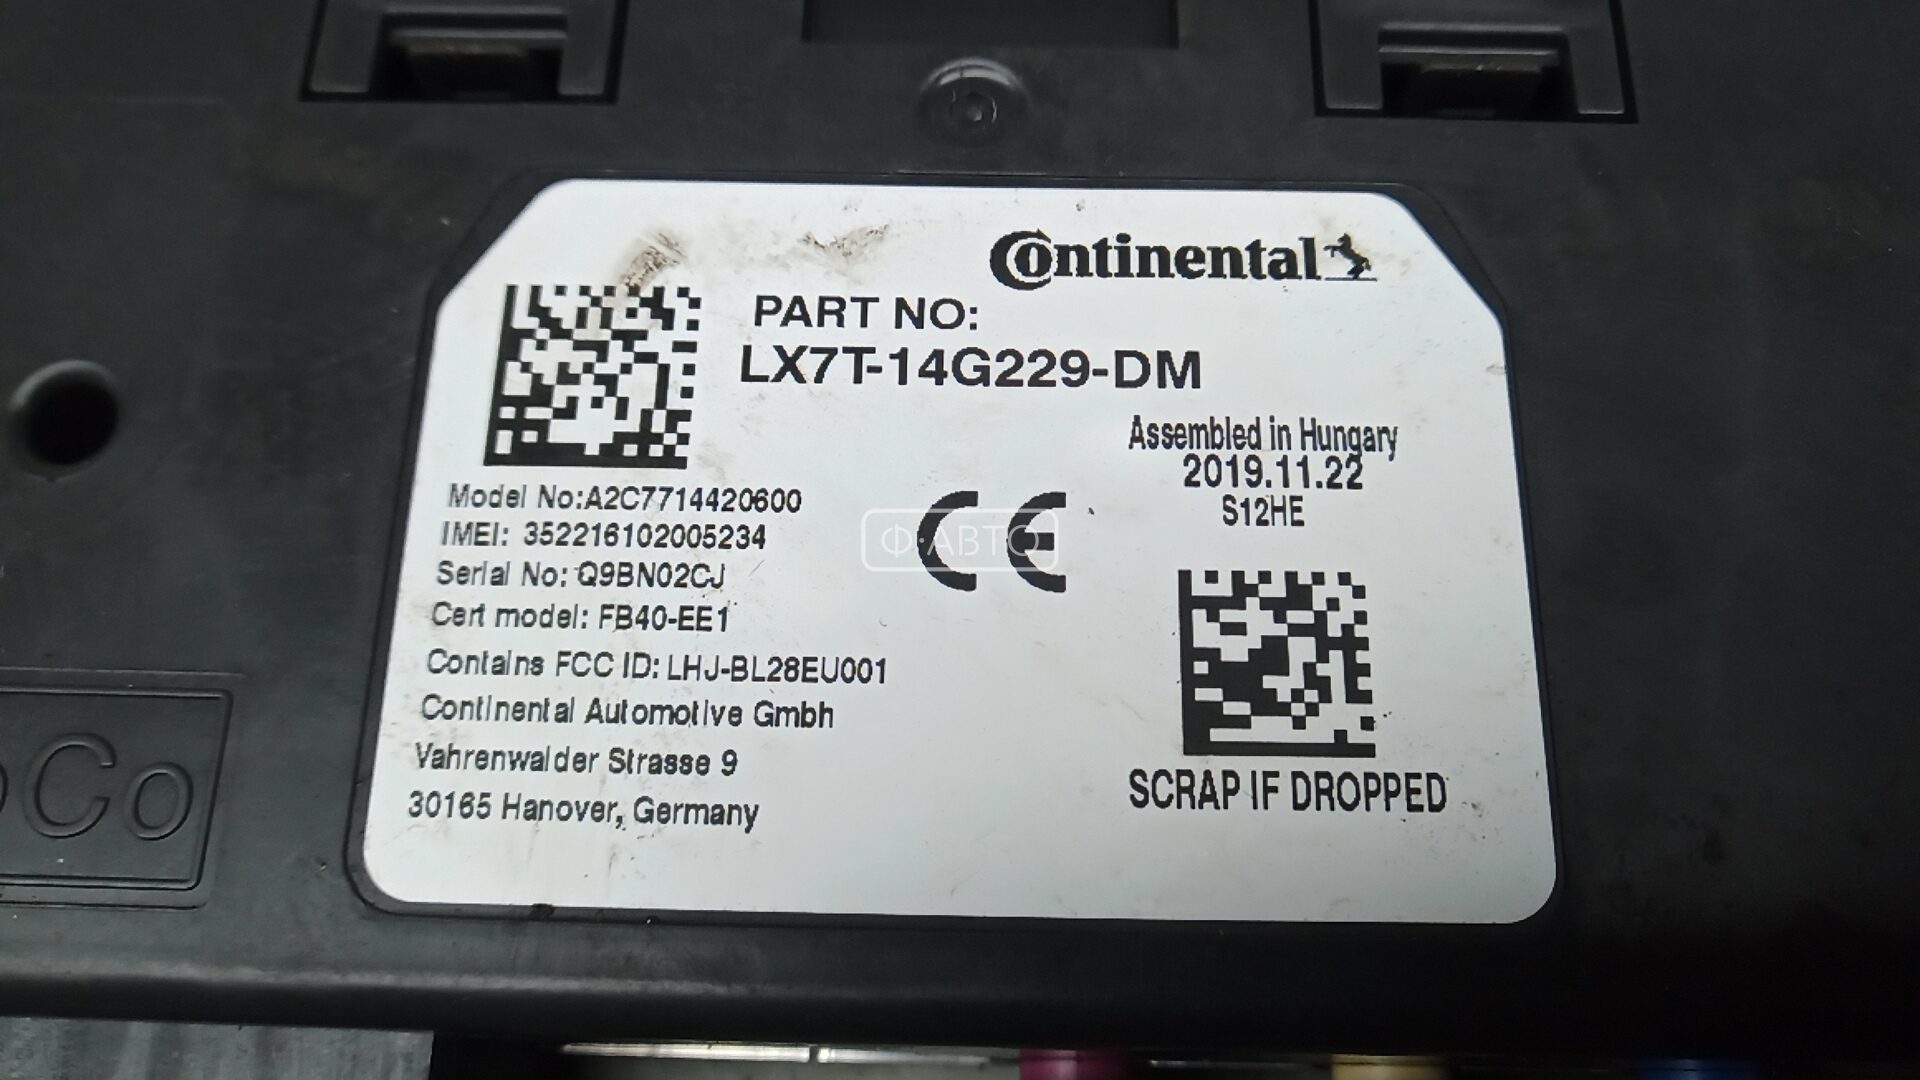 Continental
PART NO:
LX7T-14G229-DM
Assembled in Hungary
2019.11.22
S12HE
Model No:A2C7714420600
IMEI: 352216102005234
Serial No: Q9BN02CJ
Cert model: FB40-EE1
Contains FCC ID: LHJ-BL28EU001
Continental Automotive Gmbh
Vahrenwalder Strasse 9
30165 Hanover, Germany
CE
Ф·АВТО
SCRAP IF DROPPED
Co